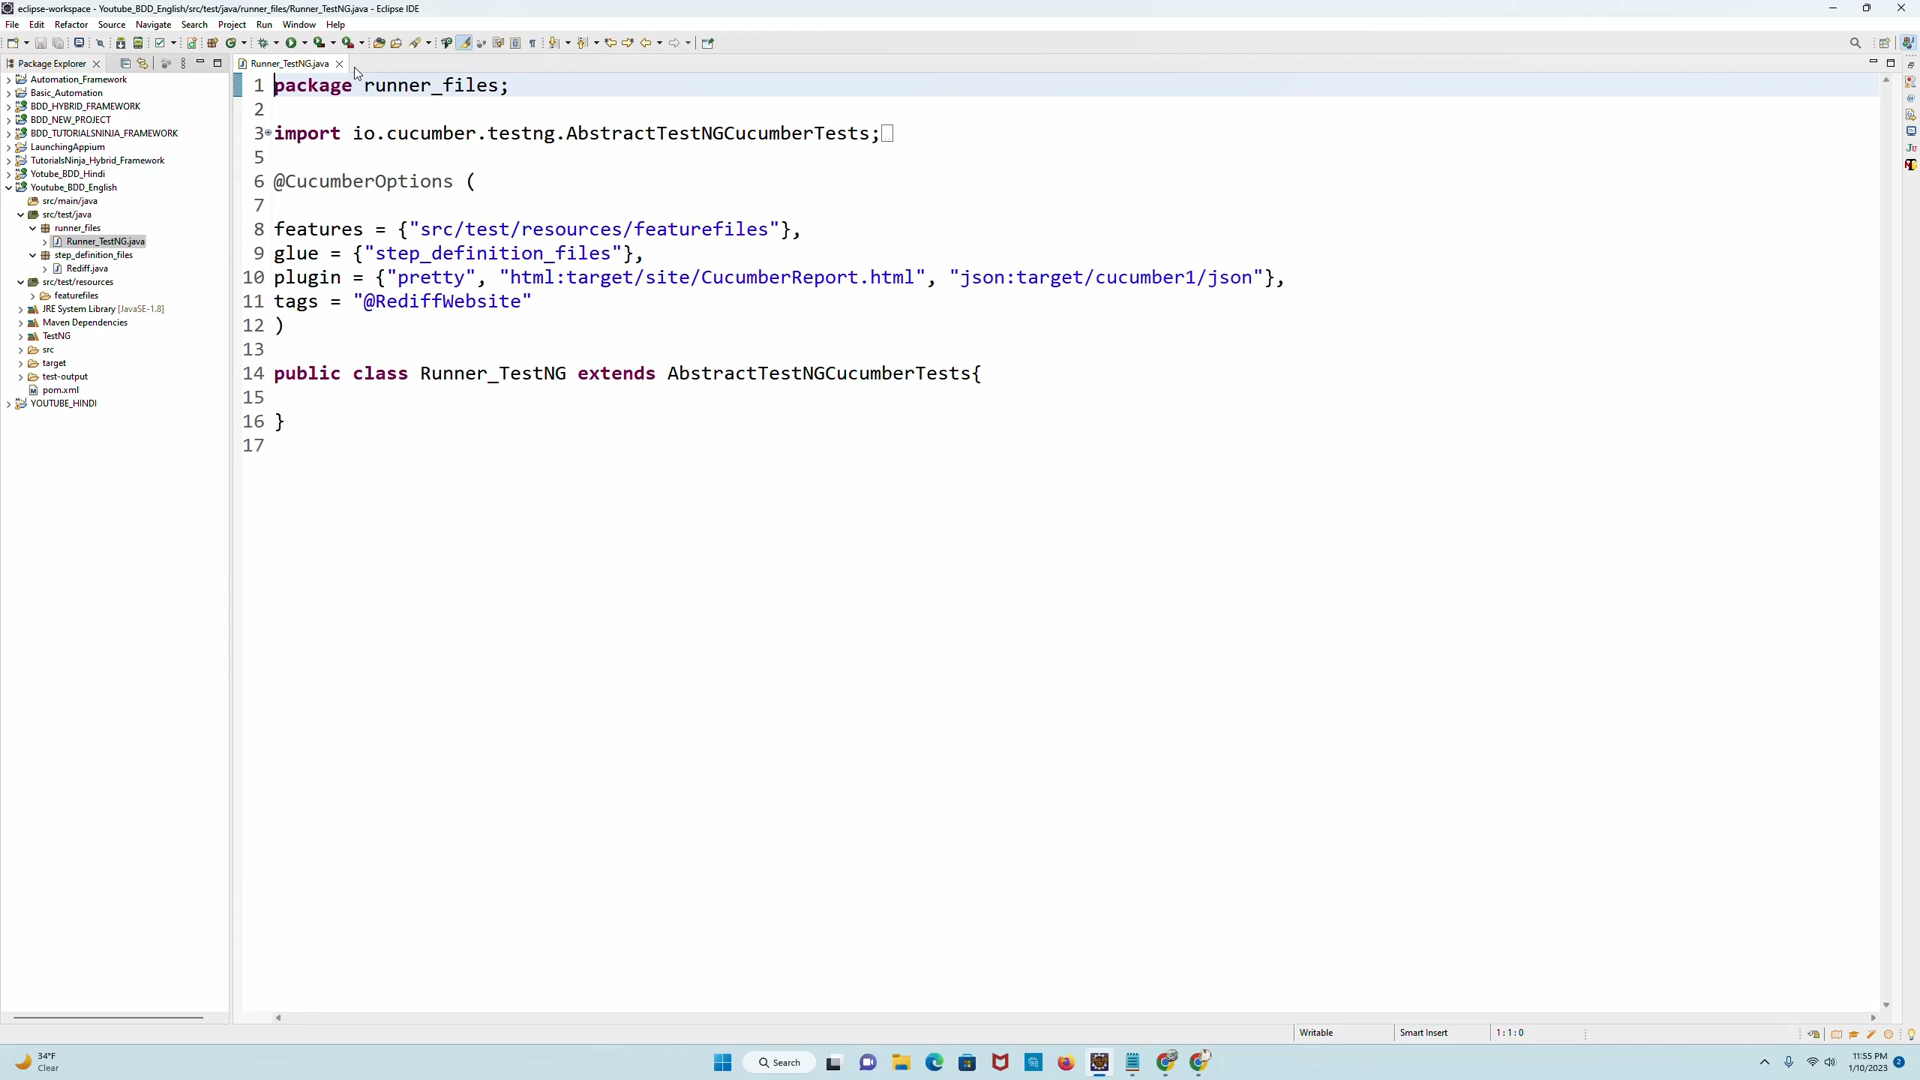 eclipse-workspace - Youtube_BDD_English/src/test/java/runner_files/Runner_TestNG.java - Eclipse IDE
File Edit Refactor Source Navigate Search Project Run Window Help
Package Explorer
Automation_Framework
Basic_Automation
BDD_HYBRID_FRAMEWORK
BDD_NEW_PROJECT
BDD_TUTORIALSNINJA_FRAMEWORK
LaunchingAppium
TutorialsNinja_Hybrid_Framework
Yotube_BDD_Hindi
Youtube_BDD_English
src/main/java
src/test/java
runner_files
Runner_TestNG.java
step_definition_files
Rediff.java
src/test/resources
featurefiles
JRE System Library [JavaSE-1.8]
Maven Dependencies
TestNG
src
target
test-output
pom.xml
YOUTUBE_HINDI
Runner_TestNG.java
1 package runner_files;
2
3 import io.cucumber.testng.AbstractTestNGCucumberTests;
5
6 @CucumberOptions (
7
8 features = {"src/test/resources/featurefiles"},
9 glue = {"step_definition_files"},
10 plugin = {"pretty", "html:target/site/CucumberReport.html", "json:target/cucumber1/json"},
11 tags = "@RediffWebsite"
12 )
13
14 public class Runner_TestNG extends AbstractTestNGCucumberTests{
15
16 }
17
Writable Smart Insert 1:1:0
34°F
Clear
Search
11:55 PM
1/10/2023
2